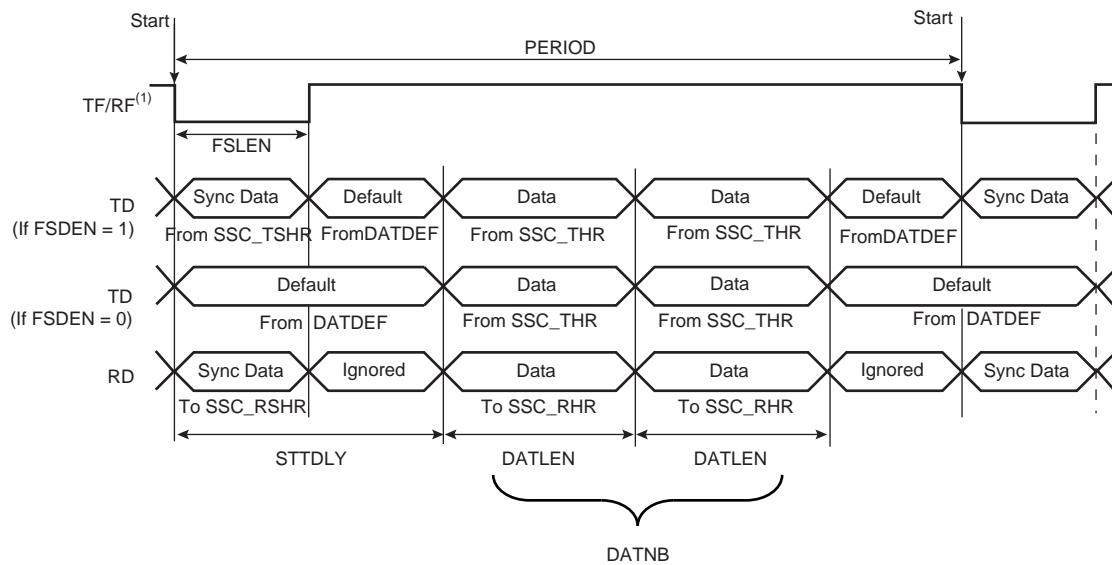 Start
Start
PERIOD
TF/RF(1)
FSLEN
TD
(If FSDEN = 1)
Sync Data
Default
Data
Data
Default
Sync Data
From SSC_TSHR
FromDATDEF
From SSC_THR
From SSC_THR
FromDATDEF
TD
(If FSDEN = 0)
Default
Data
Data
Default
From DATDEF
From SSC_THR
From SSC_THR
From DATDEF
RD
Sync Data
Ignored
Data
Data
Ignored
Sync Data
To SSC_RSHR
To SSC_RHR
To SSC_RHR
STTDLY
DATLEN
DATLEN
DATNB